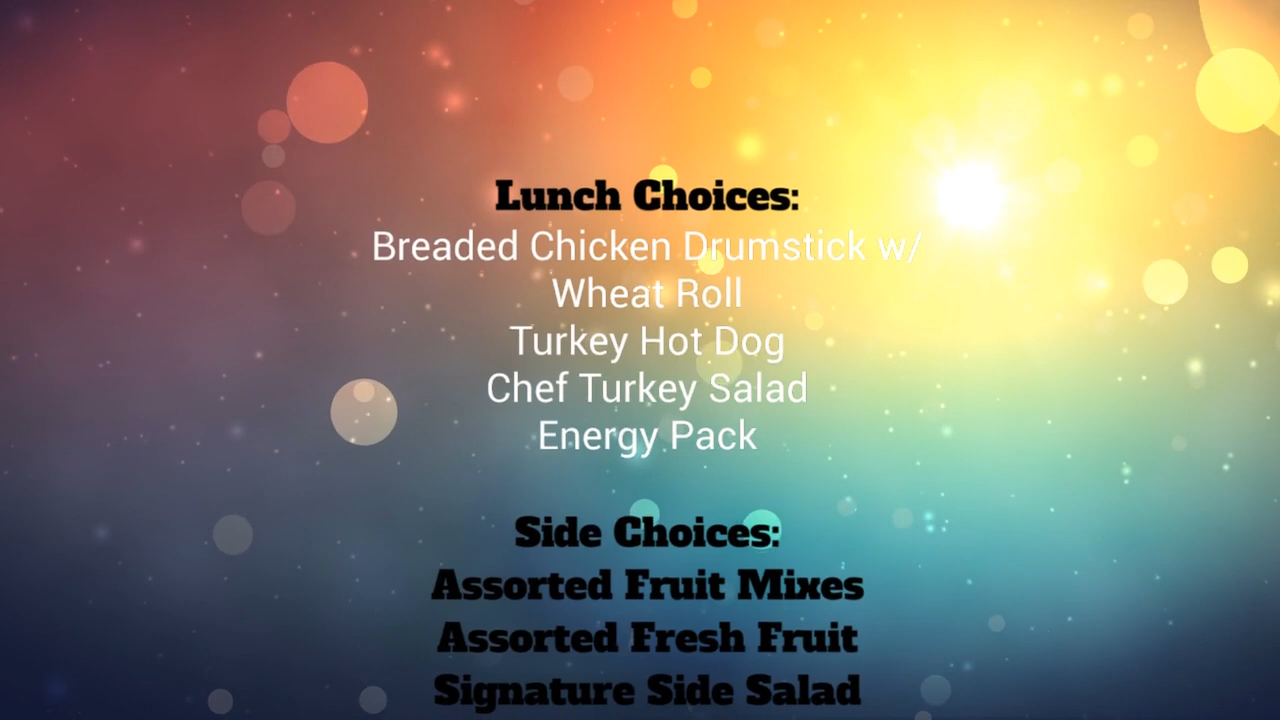 Lunch Choices:
Breaded Chicken Drumstick w/
Wheat Roll
Turkey Hot Dog
Chef Turkey Salad
Energy Pack
Side Choices:
Assorted Fruit Mixes
Assorted Fresh Fruit
Signature Side Salad